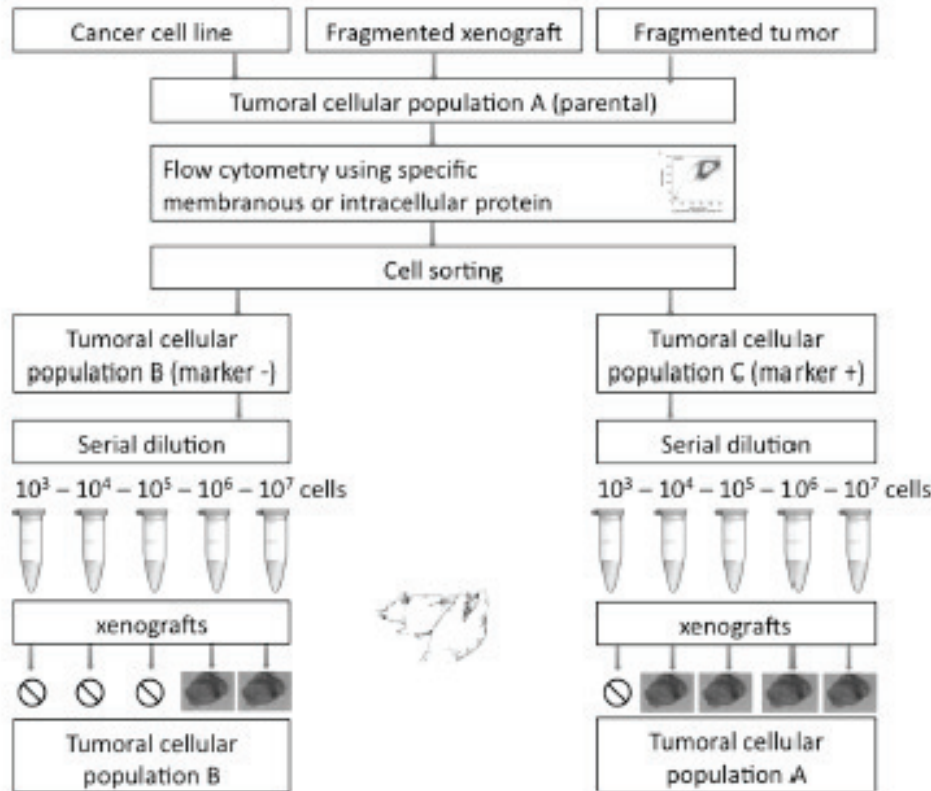 Cancer cell line
Fragmented xenograft
Fragmented tumor
Tumoral cellular population A (parental)
Flow cytometry using specific
membranous or intracellular protein
Cell sorting
Tumoral cellular
population B (marker -)
Tumoral cellular
population C (marker +)
Serial dilution
Serial dilution
10³ – 10⁴ – 10⁵ – 10⁶ – 10⁷ cells
10³ – 10⁴ – 10⁵ – 10⁶ – 10⁷ cells
xenografts
xenografts
Tumoral cellular
population B
Tumoral cellular
population A